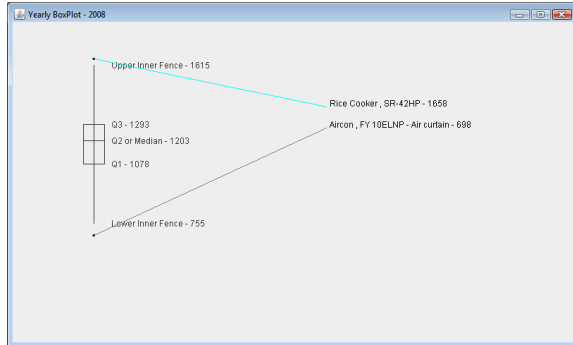 Yearly BoxPlot - 2008
Upper Inner Fence - 1615
Rice Cooker , SR-42HP - 1658
Q3 - 1293
Aircon , FY 10ELNP - Air curtain - 698
Q2 or Median - 1203
Q1 - 1078
Lower Inner Fence - 755